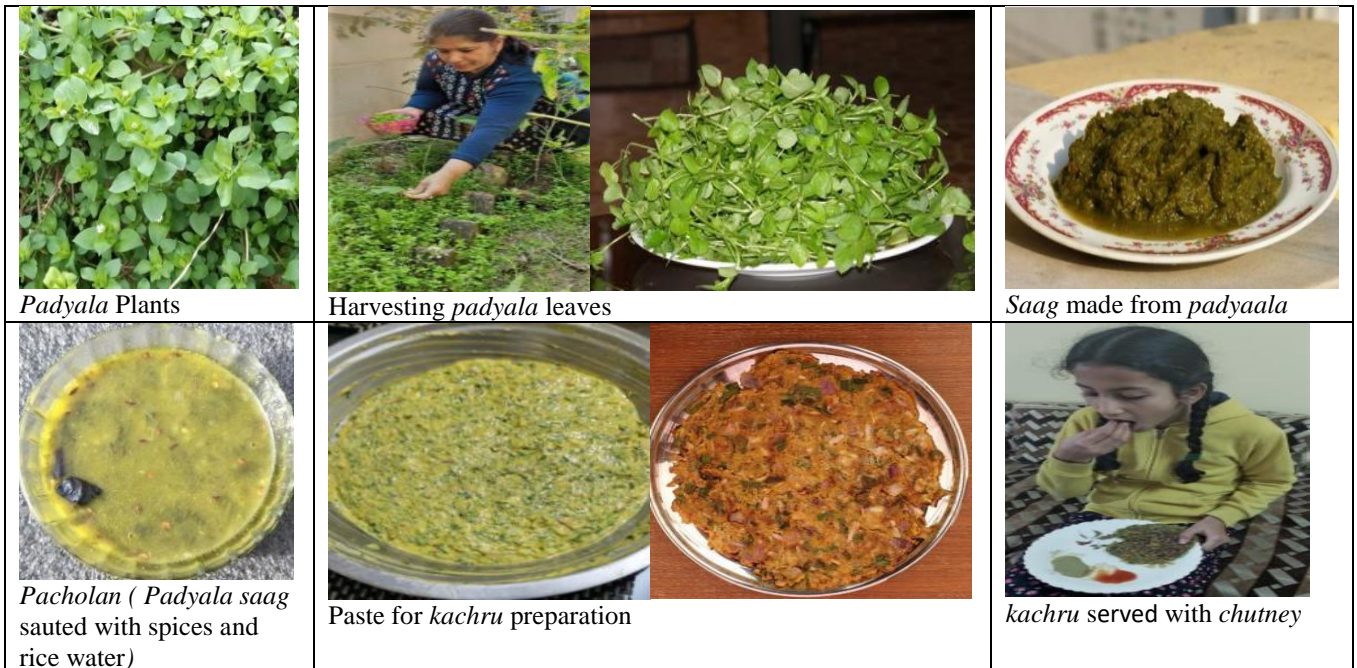 Padyala Plants
Harvesting padyala leaves
Saag made from padyaala
Pacholan ( Padyala saag
sauted with spices and
rice water)
Paste for kachru preparation
kachru served with chutney